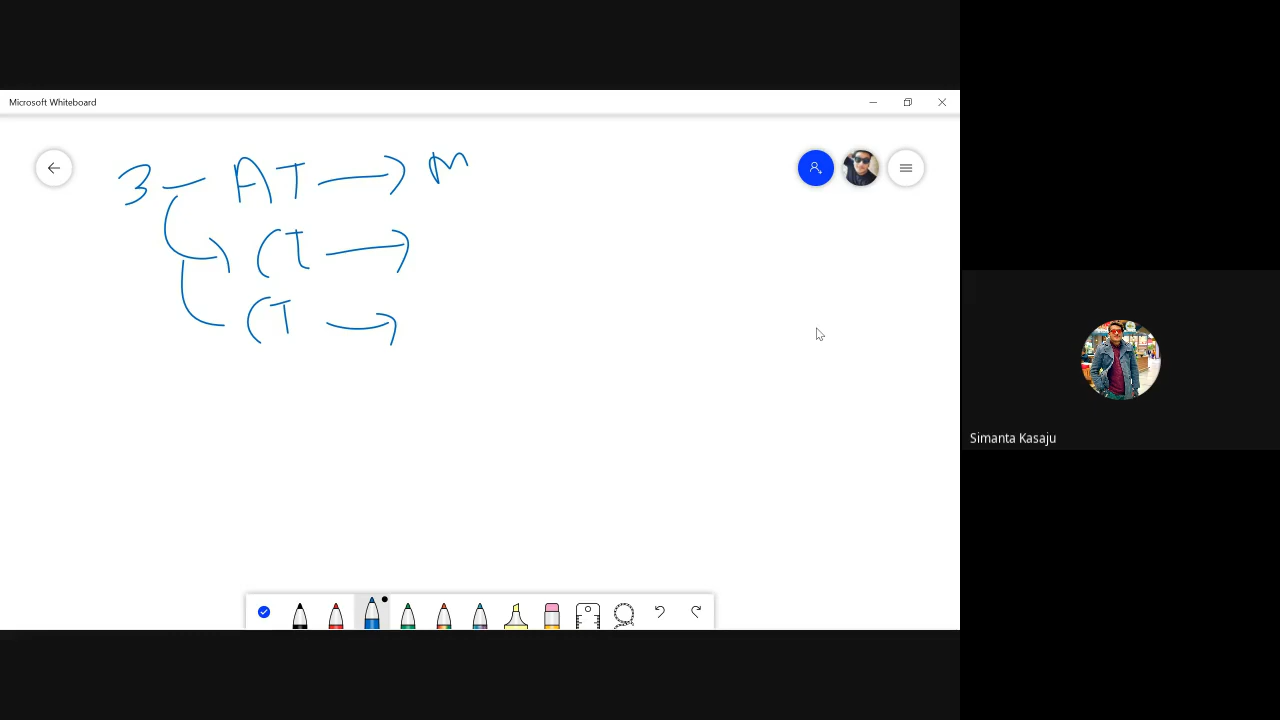 Microsoft Whiteboard
3 - AT → M
CT →
CT →
Simanta Kasaju